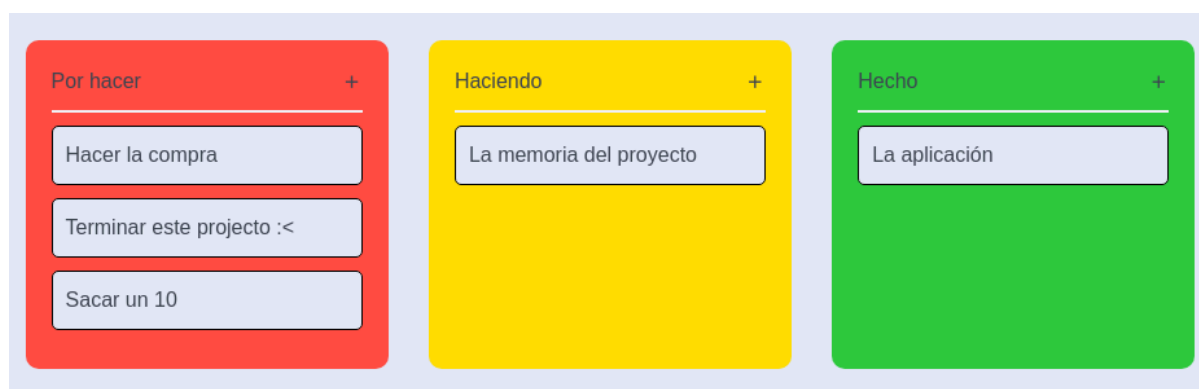 Por hacer +
Hacer la compra
Terminar este projecto :<
Sacar un 10
Haciendo +
La memoria del proyecto
Hecho +
La aplicación